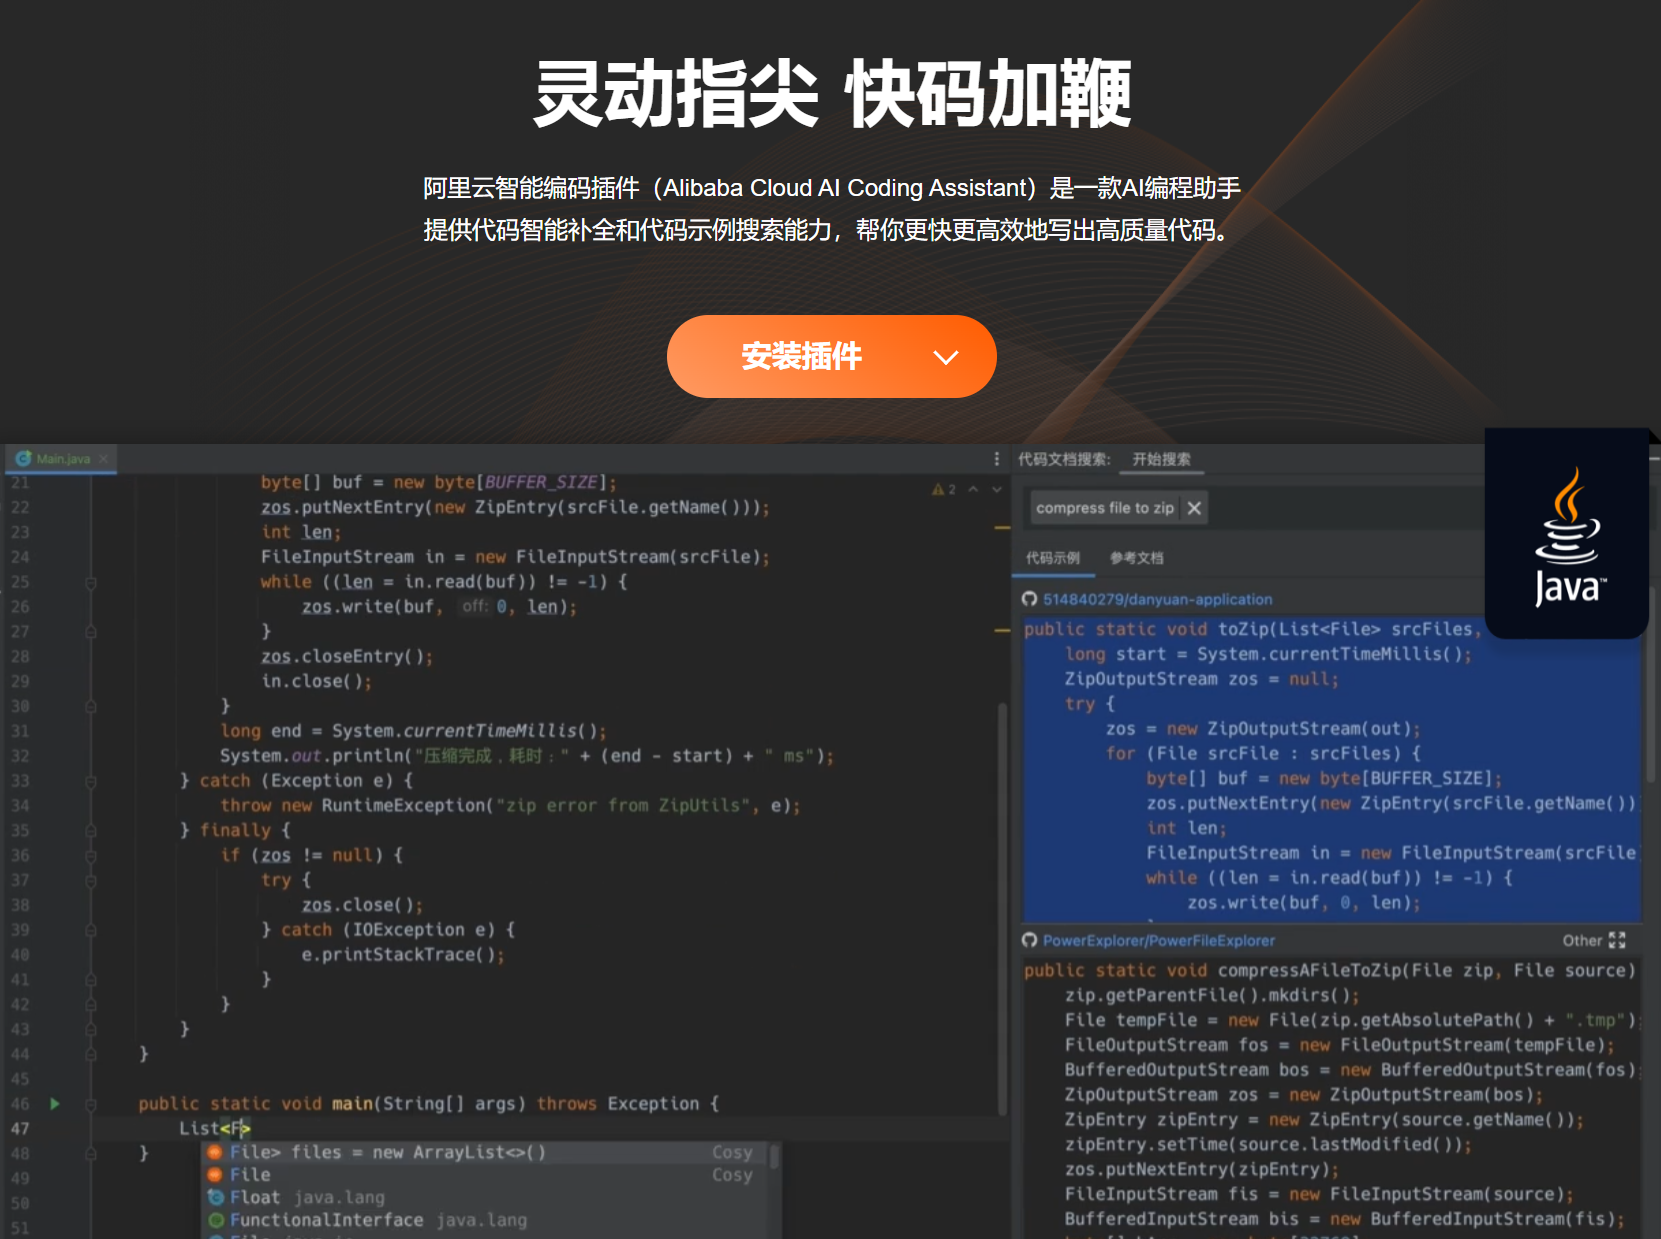 灵动指尖 快码加鞭
阿里云智能编码插件（Alibaba Cloud AI Coding Assistant）是一款AI编程助手
提供代码智能补全和代码示例搜索能力，帮你更快更高效地写出高质量代码。
安装插件
Main.java
2
21 byte[] buf = new byte[BUFFER_SIZE];
22 zos.putNextEntry(new ZipEntry(srcFile.getName()));
23 int len;
24 FileInputStream in = new FileInputStream(srcFile);
25 while ((len = in.read(buf)) != -1) {
26 zos.write(buf, off: 0, len);
27 }
28 zos.closeEntry();
29 in.close();
30 }
31 long end = System.currentTimeMillis();
32 System.out.println("压缩完成，耗时：" + (end - start) + " ms");
33 } catch (Exception e) {
34 throw new RuntimeException("zip error from ZipUtils", e);
35 } finally {
36 if (zos != null) {
37 try {
38 zos.close();
39 } catch (IOException e) {
40 e.printStackTrace();
41 }
42 }
43 }
44 }
45
46 public static void main(String[] args) throws Exception {
47 List<F>
48 }
49
50
51
File> files = new ArrayList<>() Cosy
File Cosy
Float java.lang
FunctionalInterface java.lang
代码文档搜索: 开始搜索
compress file to zip
代码示例 参考文档
514840279/danyuan-application
public static void toZip(List<File> srcFiles,
long start = System.currentTimeMillis();
ZipOutputStream zos = null;
try {
zos = new ZipOutputStream(out);
for (File srcFile : srcFiles) {
byte[] buf = new byte[BUFFER_SIZE];
zos.putNextEntry(new ZipEntry(srcFile.getName())
int len;
FileInputStream in = new FileInputStream(srcFile
while ((len = in.read(buf)) != -1) {
zos.write(buf, 0, len);
PowerExplorer/PowerFileExplorer Other
public static void compressAFileToZip(File zip, File source)
zip.getParentFile().mkdirs();
File tempFile = new File(zip.getAbsolutePath() + ".tmp");
FileOutputStream fos = new FileOutputStream(tempFile);
BufferedOutputStream bos = new BufferedOutputStream(fos);
ZipOutputStream zos = new ZipOutputStream(bos);
ZipEntry zipEntry = new ZipEntry(source.getName());
zipEntry.setTime(source.lastModified());
zos.putNextEntry(zipEntry);
FileInputStream fis = new FileInputStream(source);
BufferedInputStream bis = new BufferedInputStream(fis);
Java™